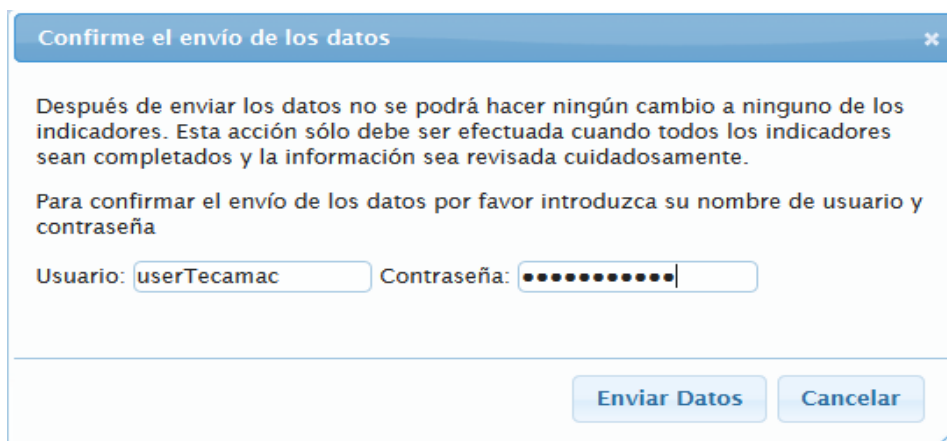 Confirme el envío de los datos
Después de enviar los datos no se podrá hacer ningún cambio a ninguno de los
indicadores. Esta acción sólo debe ser efectuada cuando todos los indicadores
sean completados y la información sea revisada cuidadosamente.
Para confirmar el envío de los datos por favor introduzca su nombre de usuario y
contraseña
Usuario: userTecamac Contraseña: •••••••••••
Enviar Datos Cancelar